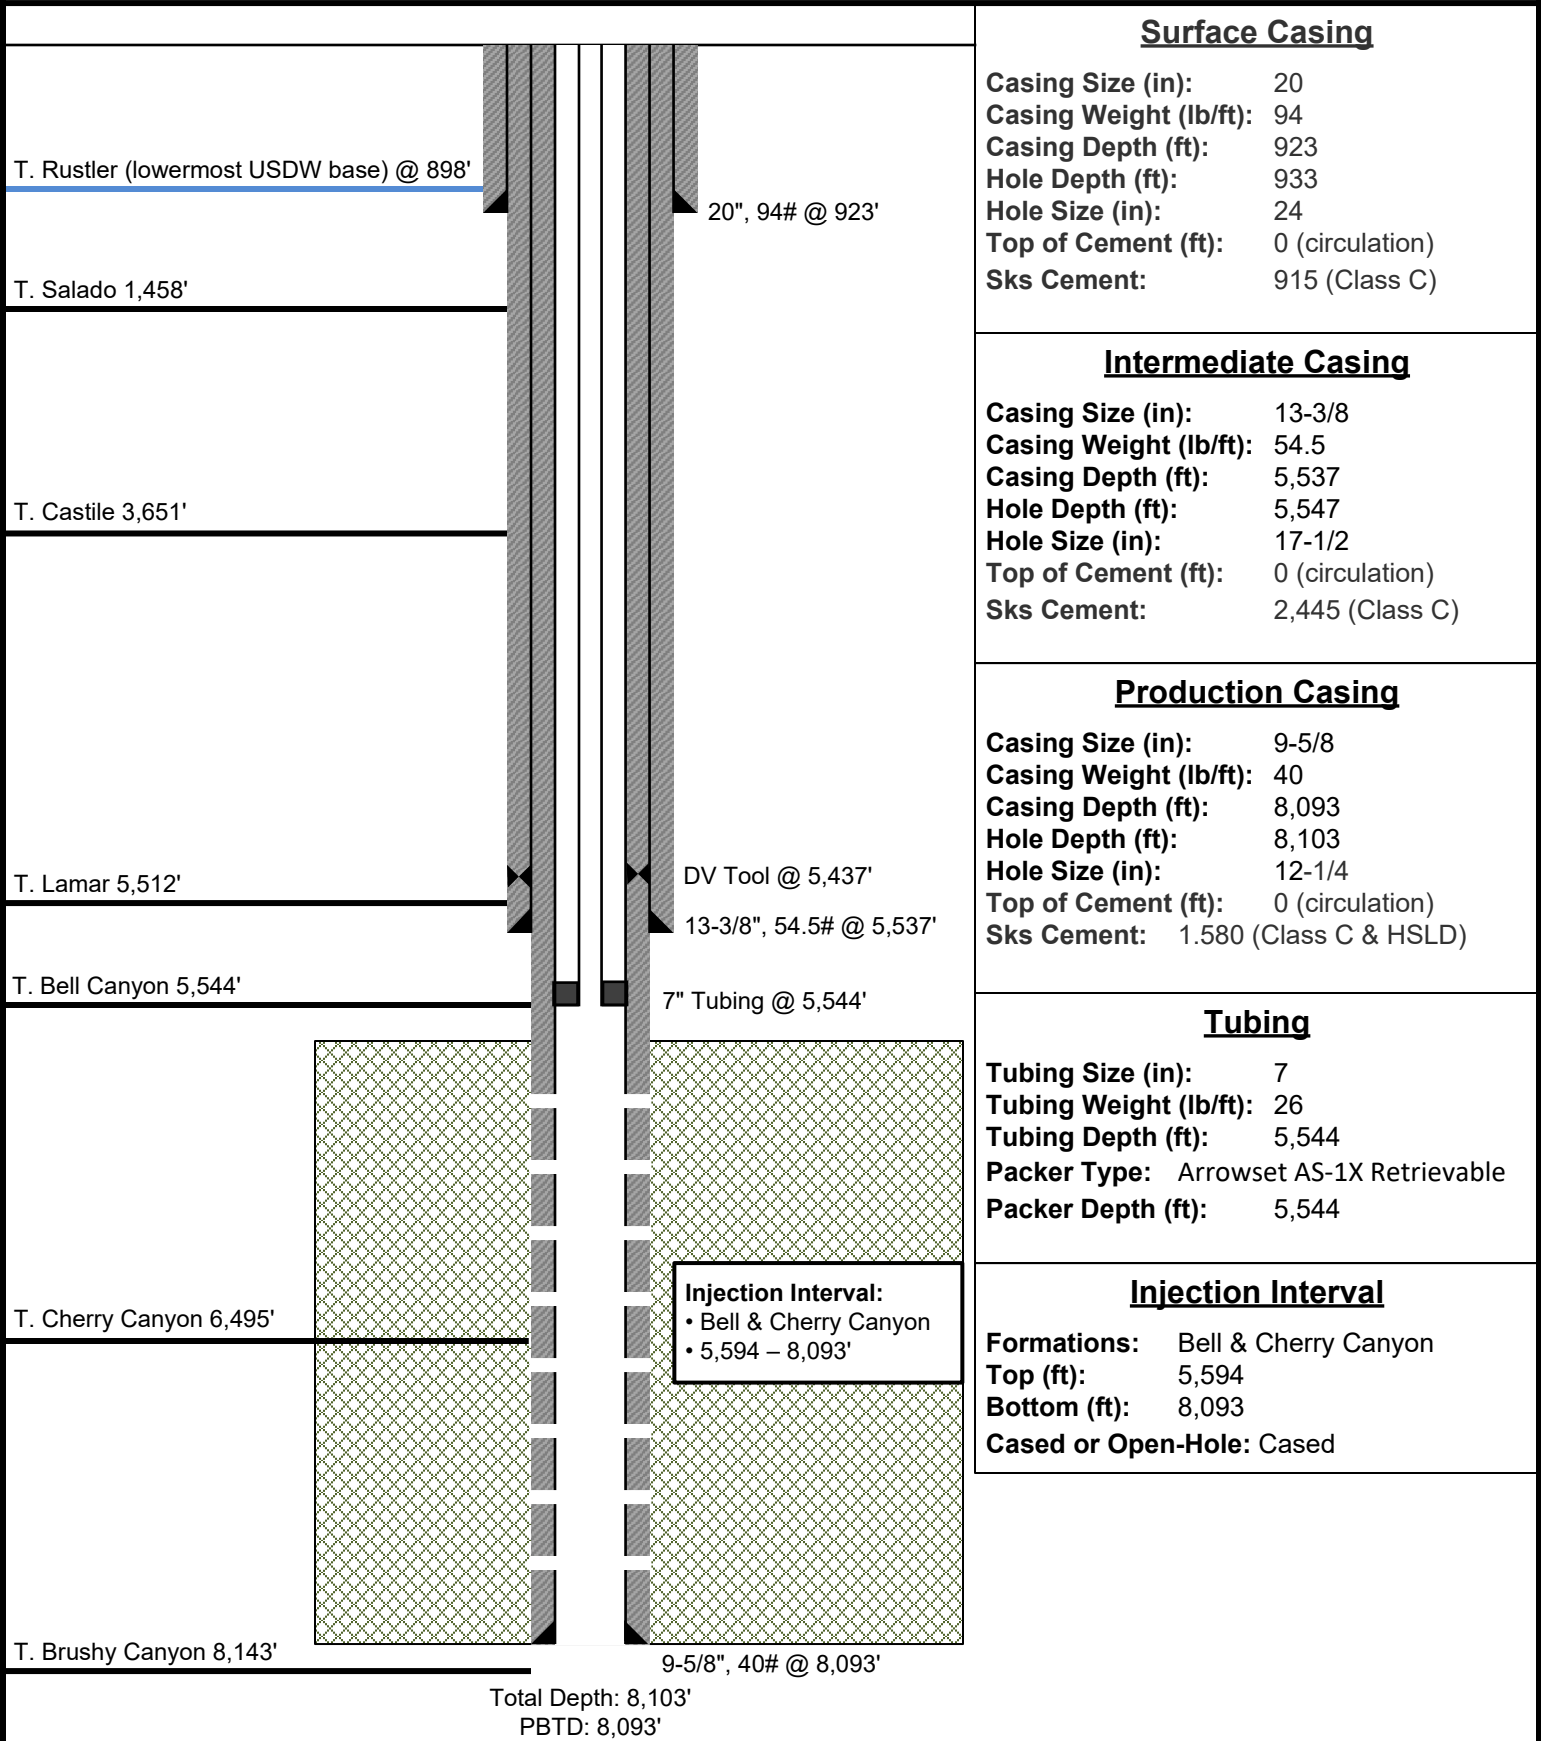 T. Rustler (lowermost USDW base) @ 898'
20", 94# @ 923'
T. Salado 1,458'
T. Castile 3,651'
T. Lamar 5,512'
DV Tool @ 5,437'
13-3/8", 54.5# @ 5,537'
T. Bell Canyon 5,544'
7" Tubing @ 5,544'
Injection Interval:
• Bell & Cherry Canyon
• 5,594 – 8,093'
T. Cherry Canyon 6,495'
T. Brushy Canyon 8,143'
9-5/8", 40# @ 8,093'
Total Depth: 8,103'
PBTD: 8,093'
Surface Casing
Casing Size (in): 20
Casing Weight (lb/ft): 94
Casing Depth (ft): 923
Hole Depth (ft): 933
Hole Size (in): 24
Top of Cement (ft): 0 (circulation)
Sks Cement: 915 (Class C)
Intermediate Casing
Casing Size (in): 13-3/8
Casing Weight (lb/ft): 54.5
Casing Depth (ft): 5,537
Hole Depth (ft): 5,547
Hole Size (in): 17-1/2
Top of Cement (ft): 0 (circulation)
Sks Cement: 2,445 (Class C)
Production Casing
Casing Size (in): 9-5/8
Casing Weight (lb/ft): 40
Casing Depth (ft): 8,093
Hole Depth (ft): 8,103
Hole Size (in): 12-1/4
Top of Cement (ft): 0 (circulation)
Sks Cement: 1.580 (Class C & HSLD)
Tubing
Tubing Size (in): 7
Tubing Weight (lb/ft): 26
Tubing Depth (ft): 5,544
Packer Type: Arrowset AS-1X Retrievable
Packer Depth (ft): 5,544
Injection Interval
Formations: Bell & Cherry Canyon
Top (ft): 5,594
Bottom (ft): 8,093
Cased or Open-Hole: Cased